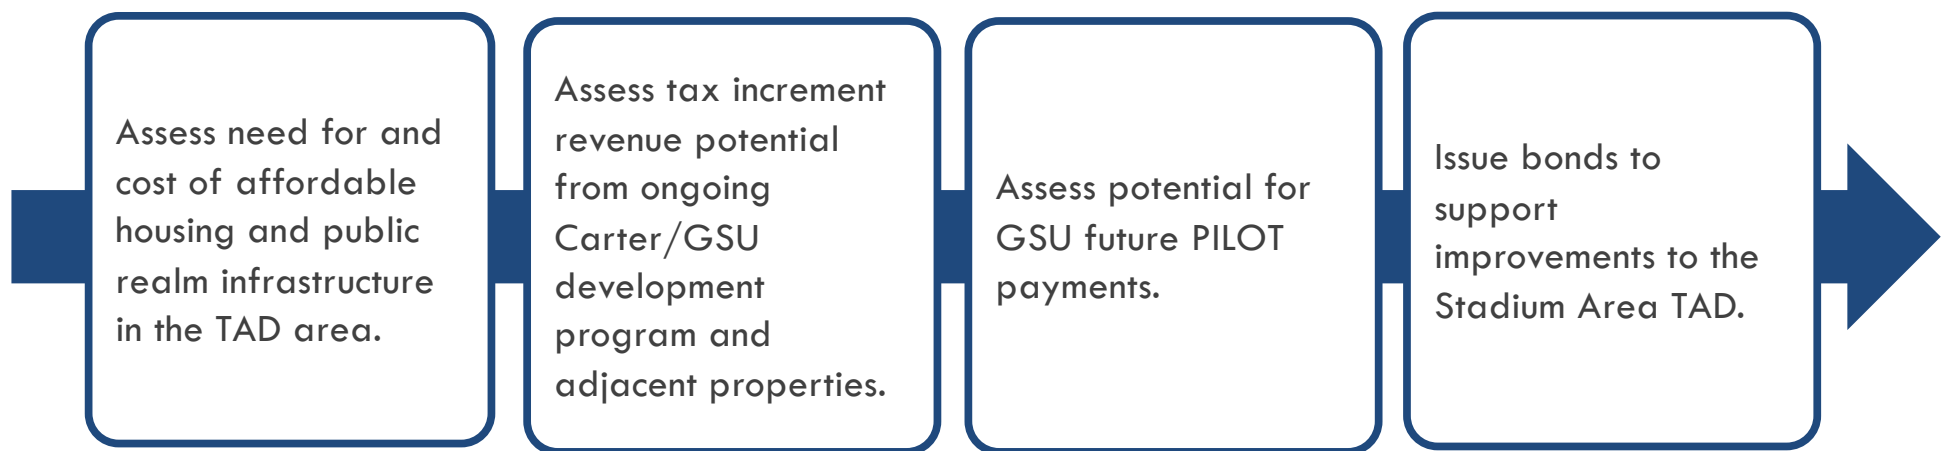 Assess need for and
cost of affordable
housing and public
realm infrastructure
in the TAD area.
Assess tax increment
revenue potential
from ongoing
Carter/GSU
development
program and
adjacent properties.
Assess potential for
GSU future PILOT
payments.
Issue bonds to
support
improvements to the
Stadium Area TAD.